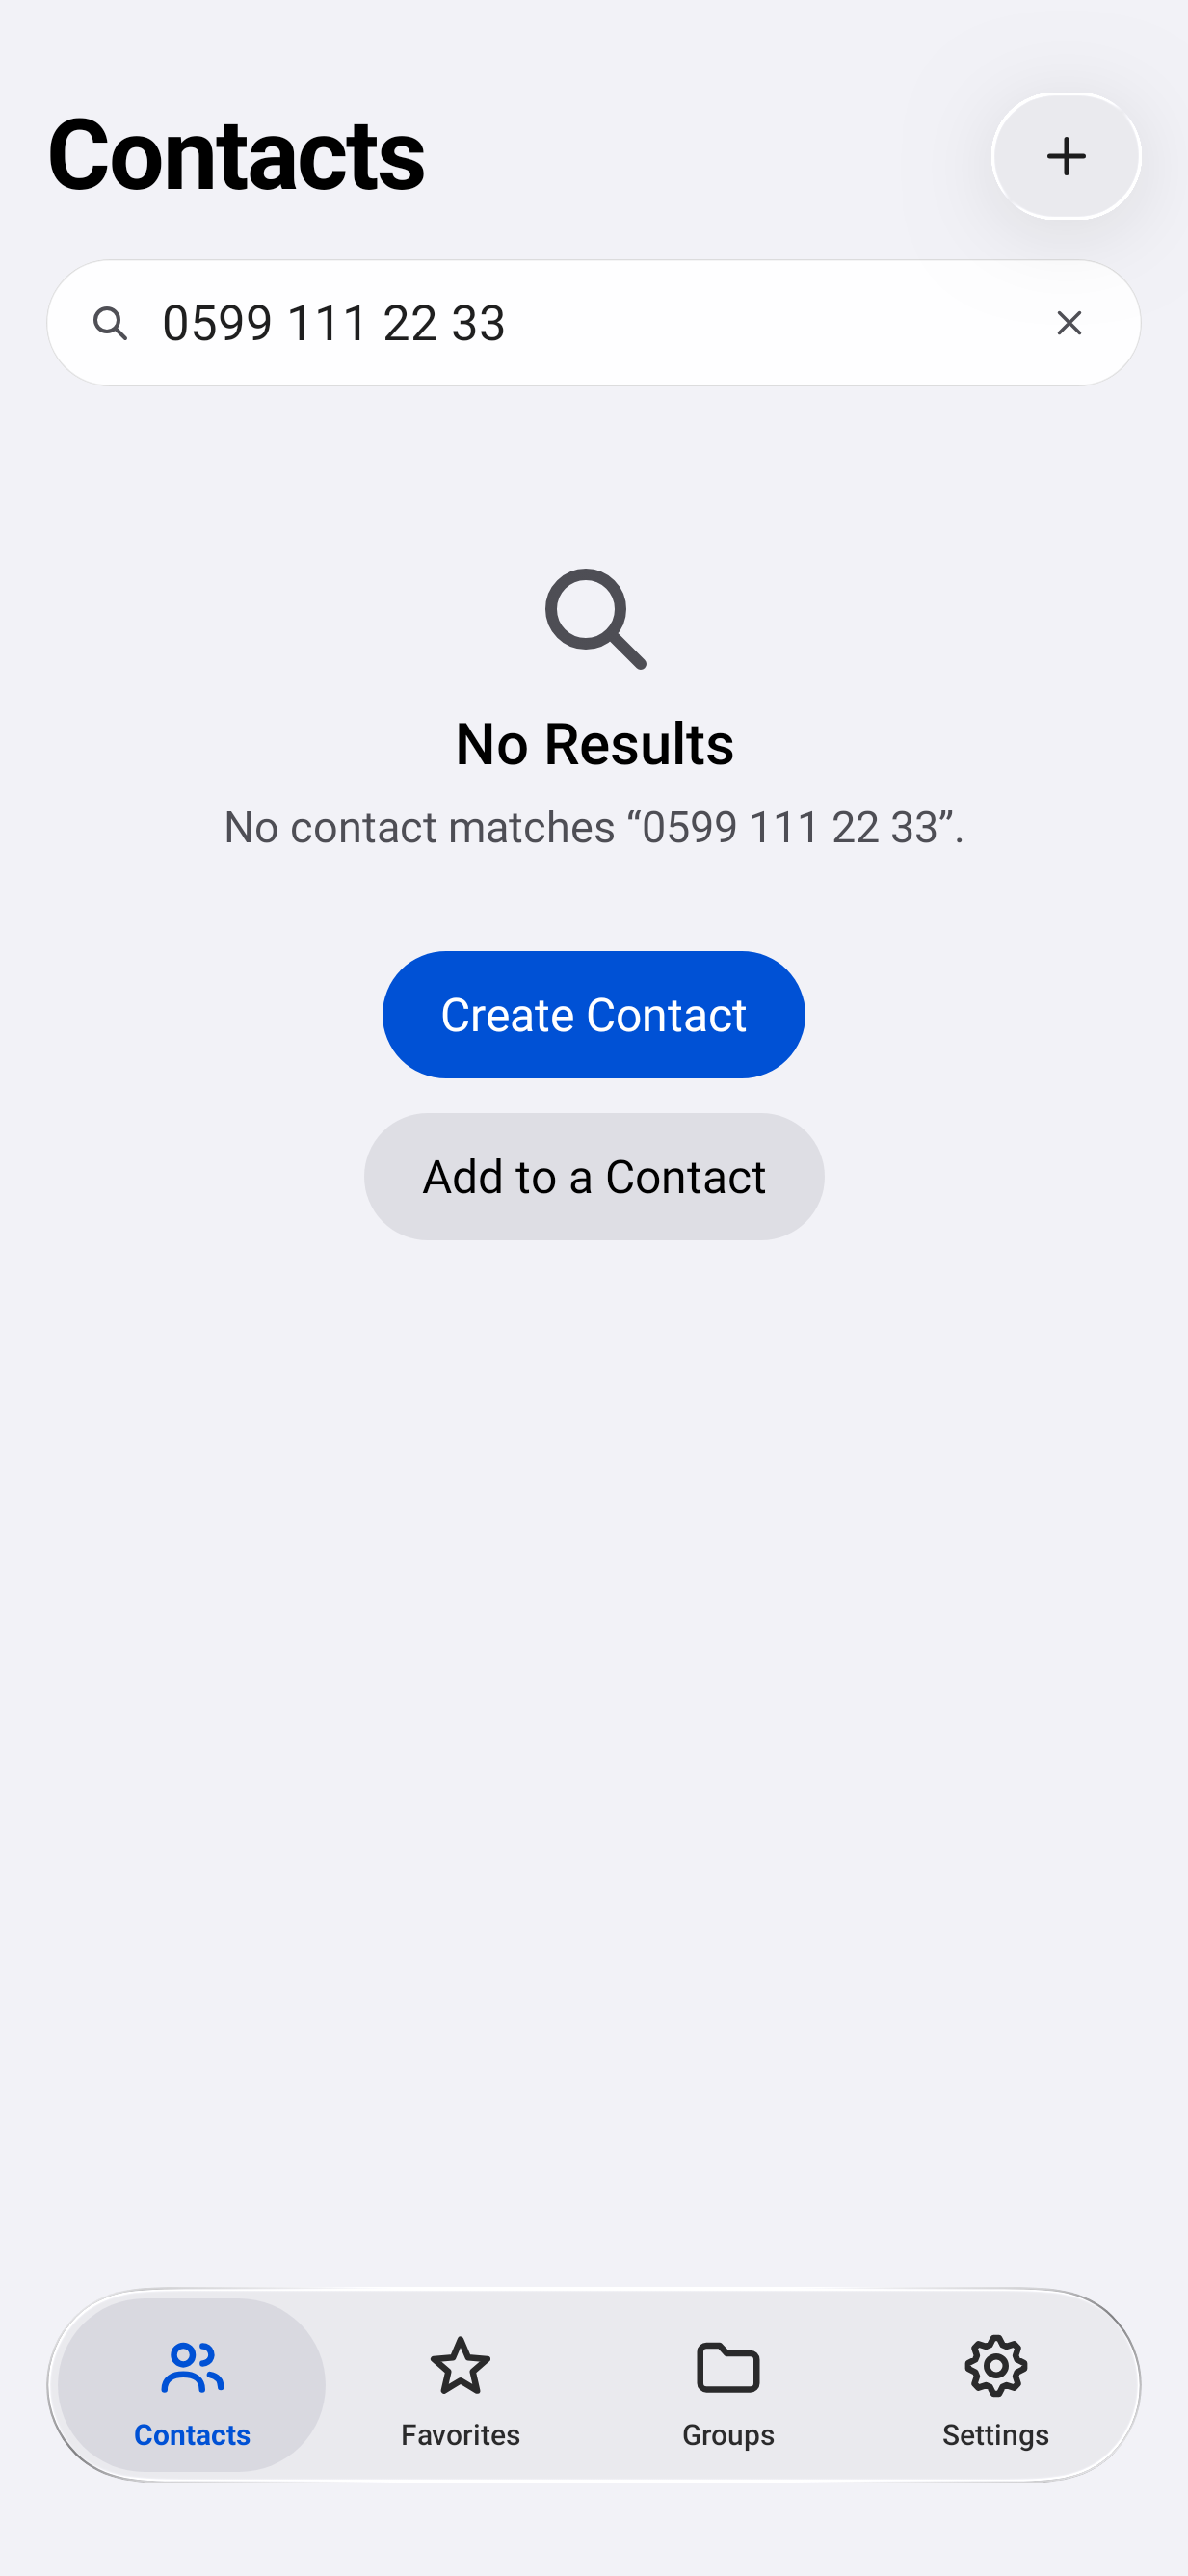 Contacts
0599 111 22 33
No Results
No contact matches “0599 111 22 33”.
Create Contact
Add to a Contact
Contacts
Favorites
Groups
Settings